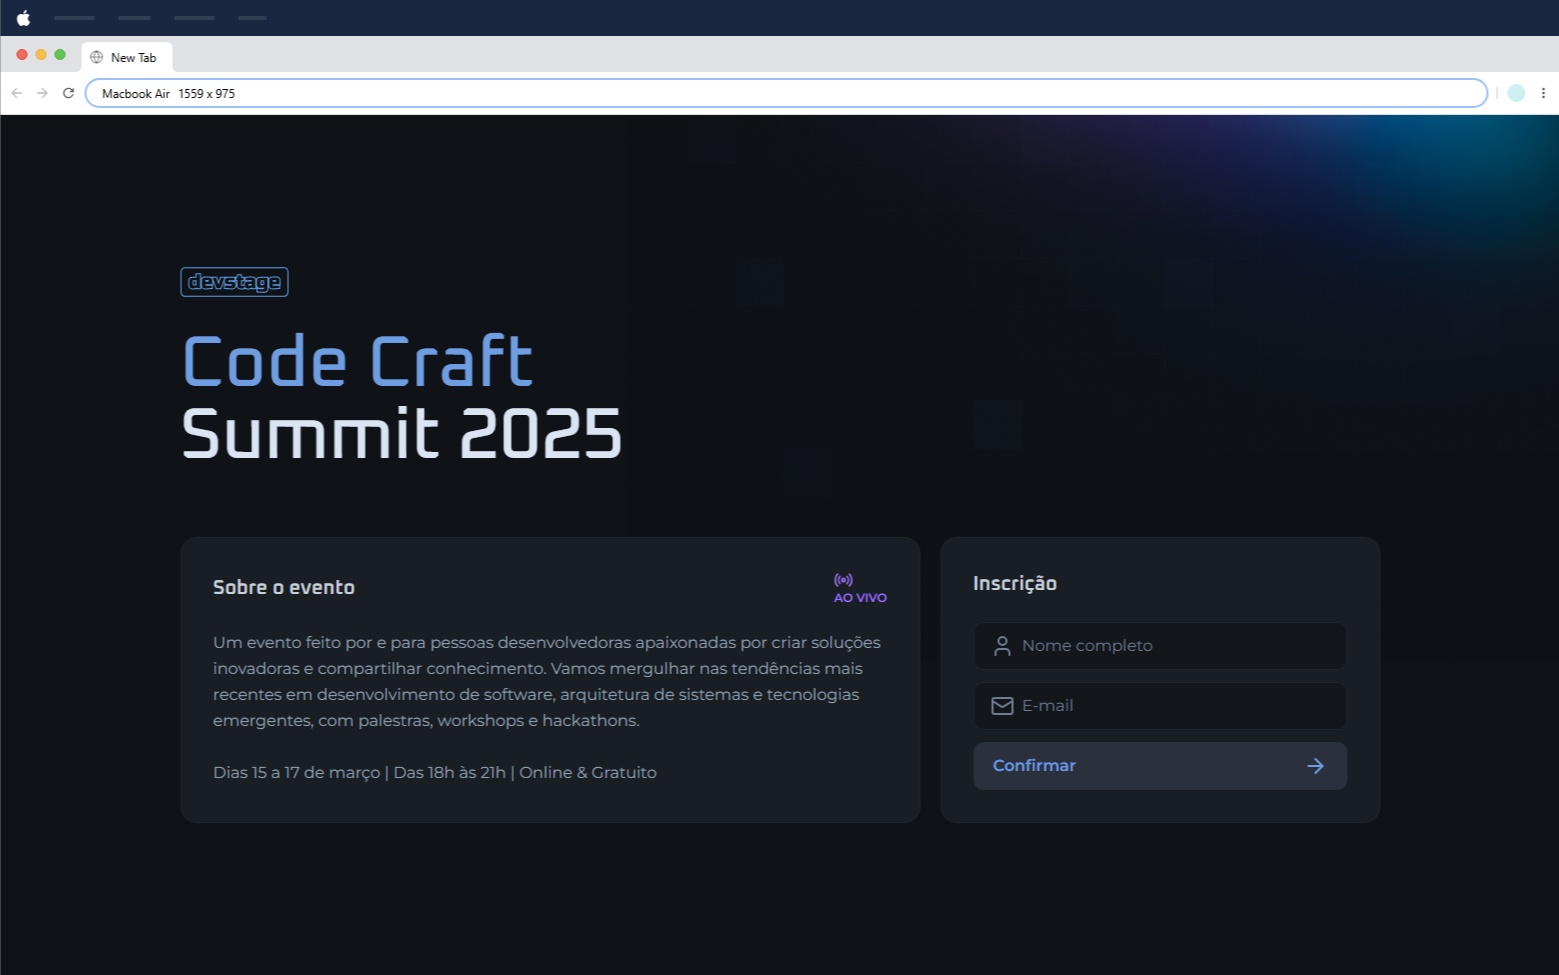 New Tab
Macbook Air 1559 x 975
devstage
Code Craft
Summit 2025
Sobre o evento
AO VIVO
Um evento feito por e para pessoas desenvolvedoras apaixonadas por criar soluções
inovadoras e compartilhar conhecimento. Vamos mergulhar nas tendências mais
recentes em desenvolvimento de software, arquitetura de sistemas e tecnologias
emergentes, com palestras, workshops e hackathons.
Dias 15 a 17 de março | Das 18h às 21h | Online & Gratuito
Inscrição
Nome completo
E-mail
Confirmar